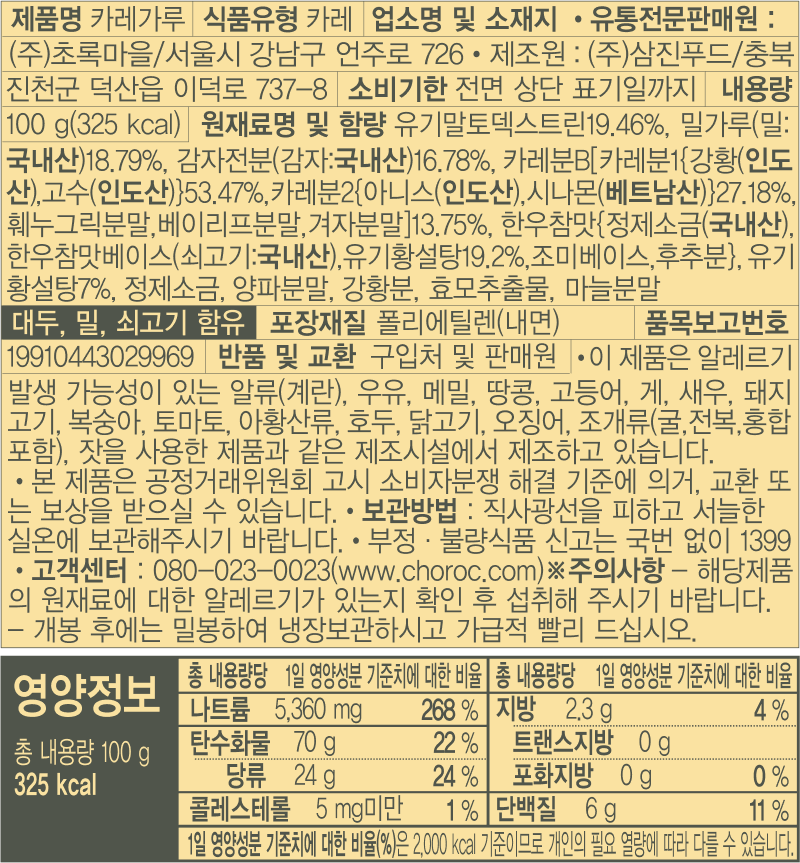 제품명 카레가루 식품유형 카레 업소명 및 소재지 • 유통전문판매원 :
(주)초록마을/서울시 강남구 언주로 726 • 제조원 : (주)삼진푸드/충북
진천군 덕산읍 이덕로 737-8 소비기한 전면 상단 표기일까지 내용량
100 g(325 kcal) 원재료명 및 함량 유기말토덱스트린19.46%, 밀가루(밀:
국내산)18.79%, 감자전분(감자:국내산)16.78%, 카레분B[카레분1{강황(인도
산),고수(인도산)}53.47%,카레분2{아니스(인도산),시나몬(베트남산)}27.18%,
훼누그릭분말,베이리프분말,겨자분말]13.75%, 한우참맛{정제소금(국내산),
한우참맛베이스(쇠고기:국내산),유기황설탕19.2%,조미베이스,후추분}, 유기
황설탕7%, 정제소금, 양파분말, 강황분, 효모추출물, 마늘분말
대두, 밀, 쇠고기 함유 포장재질 폴리에틸렌(내면) 품목보고번호
19910443029969 반품 및 교환 구입처 및 판매원 • 이 제품은 알레르기
발생 가능성이 있는 알류(계란), 우유, 메밀, 땅콩, 고등어, 게, 새우, 돼지
고기, 복숭아, 토마토, 아황산류, 호두, 닭고기, 오징어, 조개류(굴,전복,홍합
포함), 잣을 사용한 제품과 같은 제조시설에서 제조하고 있습니다.
• 본 제품은 공정거래위원회 고시 소비자분쟁 해결 기준에 의거, 교환 또
는 보상을 받으실 수 있습니다. • 보관방법 : 직사광선을 피하고 서늘한
실온에 보관해주시기 바랍니다. • 부정 · 불량식품 신고는 국번 없이 1399
• 고객센터 : 080-023-0023(www.choroc.com)※주의사항 - 해당제품
의 원재료에 대한 알레르기가 있는지 확인 후 섭취해 주시기 바랍니다.
- 개봉 후에는 밀봉하여 냉장보관하시고 가급적 빨리 드십시오.
영양정보
총 내용량 100 g
325 kcal
총 내용량당 1일 영양성분 기준치에 대한 비율
나트륨 5,360 mg 268 %
탄수화물 70 g 22 %
당류 24 g 24 %
콜레스테롤 5 mg미만 1 %
총 내용량당 1일 영양성분 기준치에 대한 비율
지방 2.3 g 4 %
트랜스지방 0 g
포화지방 0 g 0 %
단백질 6 g 11 %
1일 영양성분 기준치에 대한 비율(%)은 2,000 kcal 기준이므로 개인의 필요 열량에 따라 다를 수 있습니다.